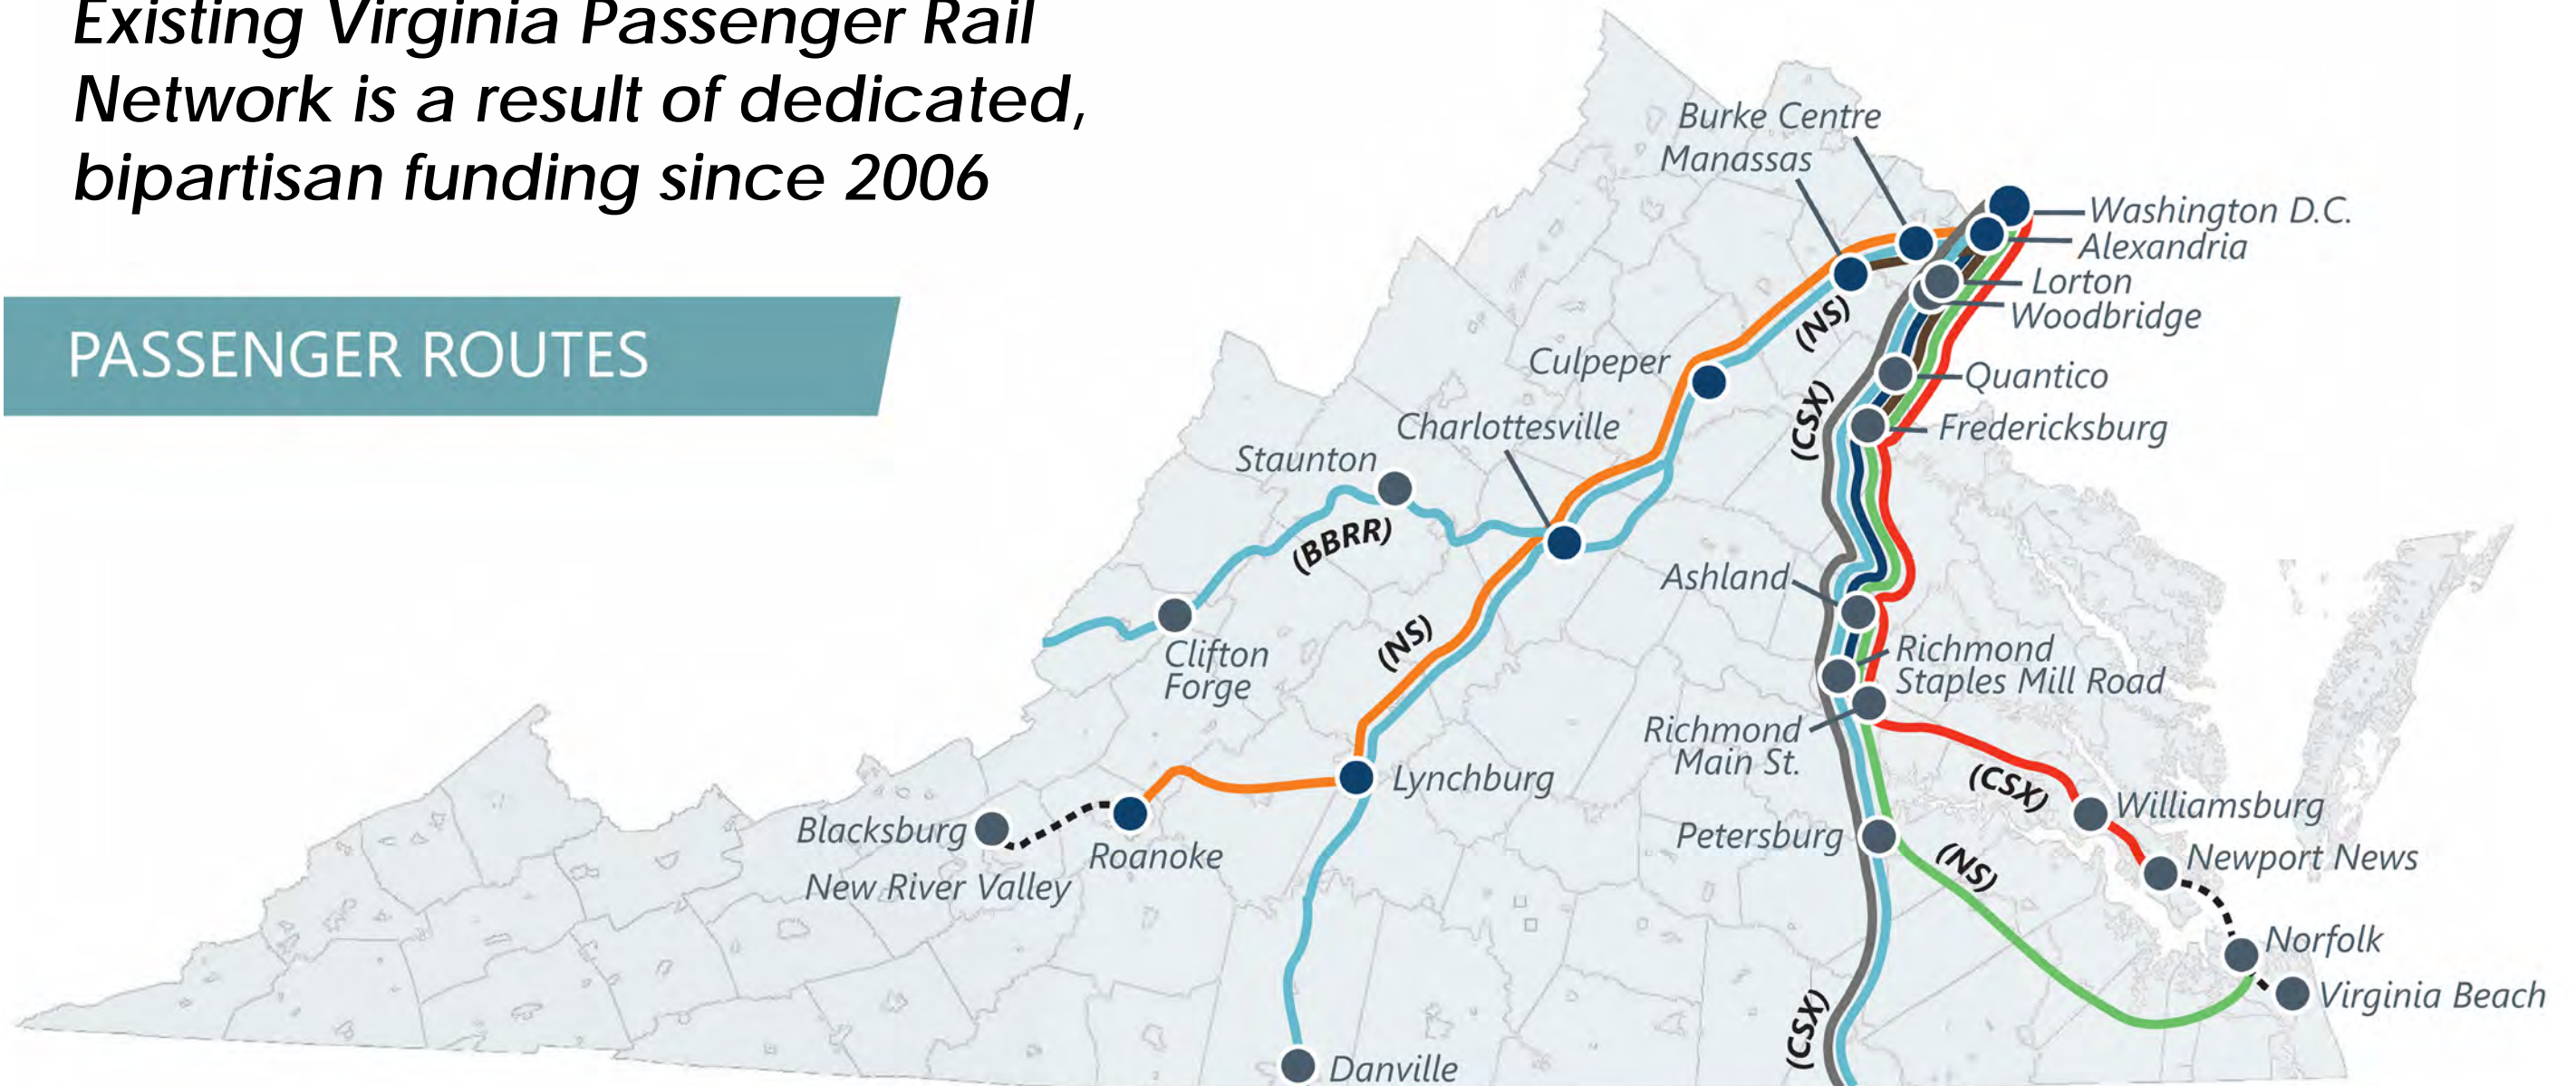 Existing Virginia Passenger Rail
Network is a result of dedicated,
bipartisan funding since 2006
PASSENGER ROUTES
Burke Centre
Manassas
Washington D.C.
Alexandria
Lorton
Woodbridge
(NS)
Culpeper
Quantico
(CSX)
Charlottesville
Fredericksburg
Staunton
(BBRR)
Ashland
(NS)
Clifton
Forge
Richmond
Staples Mill Road
Richmond
Main St.
Lynchburg
(CSX)
Williamsburg
Blacksburg
Petersburg
Roanoke
(NS)
Newport News
New River Valley
Norfolk
Virginia Beach
(CSX)
Danville